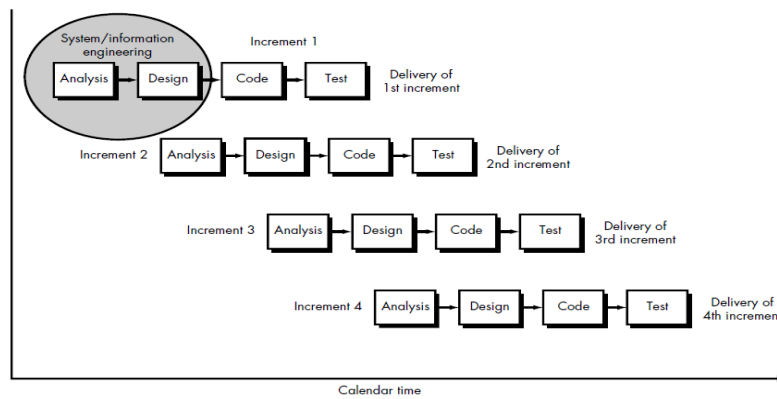 System/information
engineering
Increment 1
Analysis
Design
Code
Test
Delivery of
1st increment
Increment 2
Analysis
Design
Code
Test
Delivery of
2nd increment
Increment 3
Analysis
Design
Code
Test
Delivery of
3rd increment
Increment 4
Analysis
Design
Code
Test
Delivery of
4th increment
Calendar time